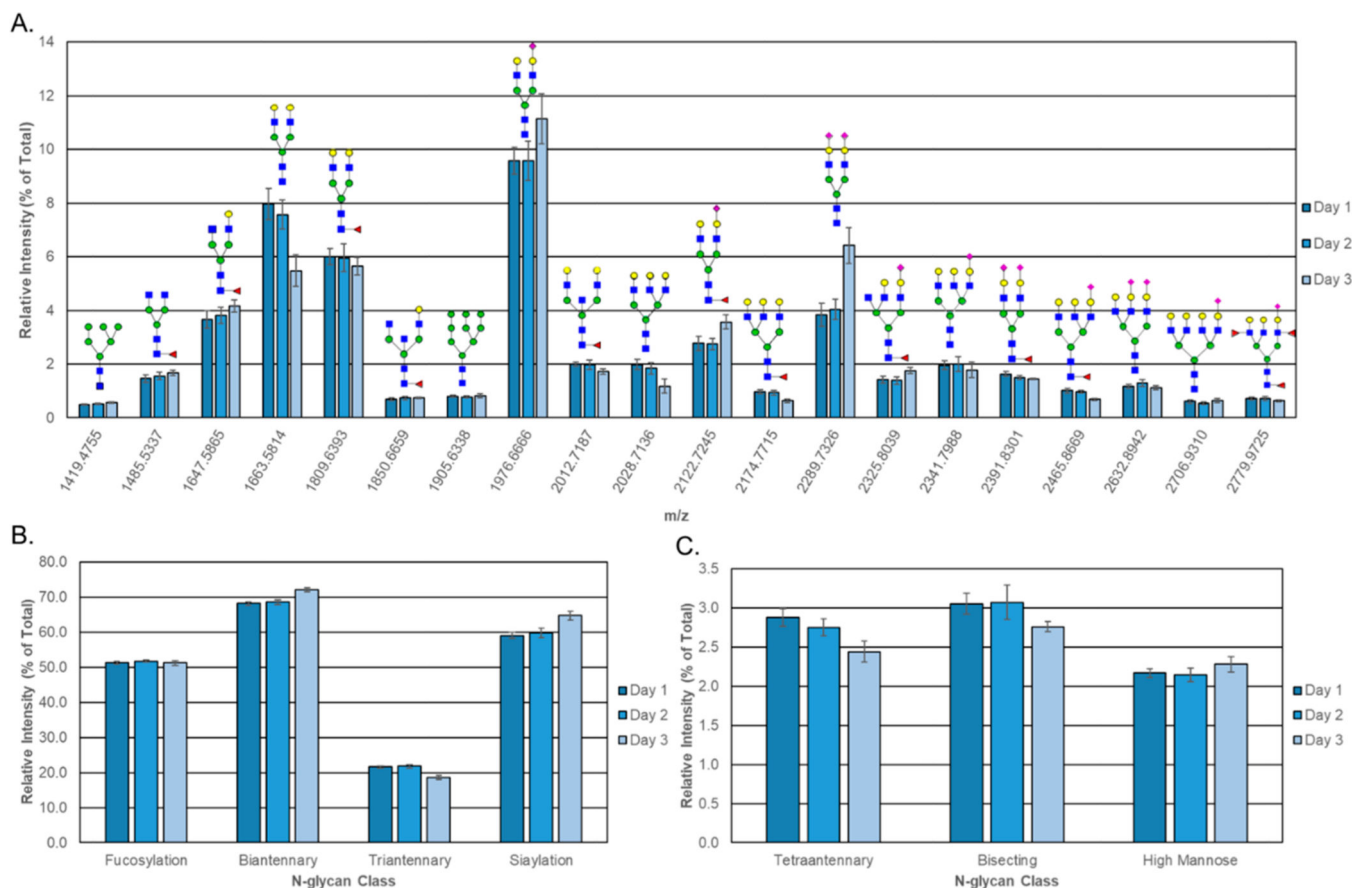 A.
Relative Intensity (% of Total)
14
12
10
8
6
4
2
0
1419.4755
1485.5337
1647.5865
1663.5814
1809.6393
1850.6659
1905.6338
1976.6666
2012.7187
2028.7136
2122.7245
2174.7715
2289.7326
2325.8039
2341.7988
2391.8301
2465.8669
2632.8942
2706.9310
2779.9725
m/z
Day 1
Day 2
Day 3
B.
Relative Intensity (% of Total)
80.0
70.0
60.0
50.0
40.0
30.0
20.0
10.0
0.0
Fucosylation
Biantennary
Triantennary
Siaylation
N-glycan Class
Day 1
Day 2
Day 3
C.
Relative Intensity (% of Total)
3.5
3.0
2.5
2.0
1.5
1.0
0.5
0.0
Tetraantennary
Bisecting
High Mannose
N-glycan Class
Day 1
Day 2
Day 3